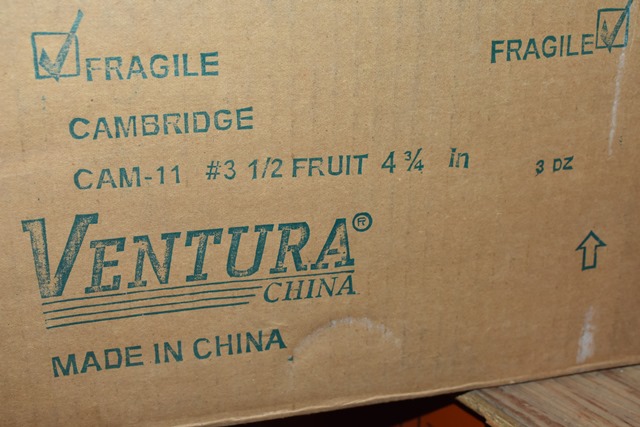 FRAGILE FRAGILE
CAMBRIDGE
CAM-11 #3 1/2 FRUIT 4 ¾ in 3 DZ
VENTURA®
CHINA
MADE IN CHINA